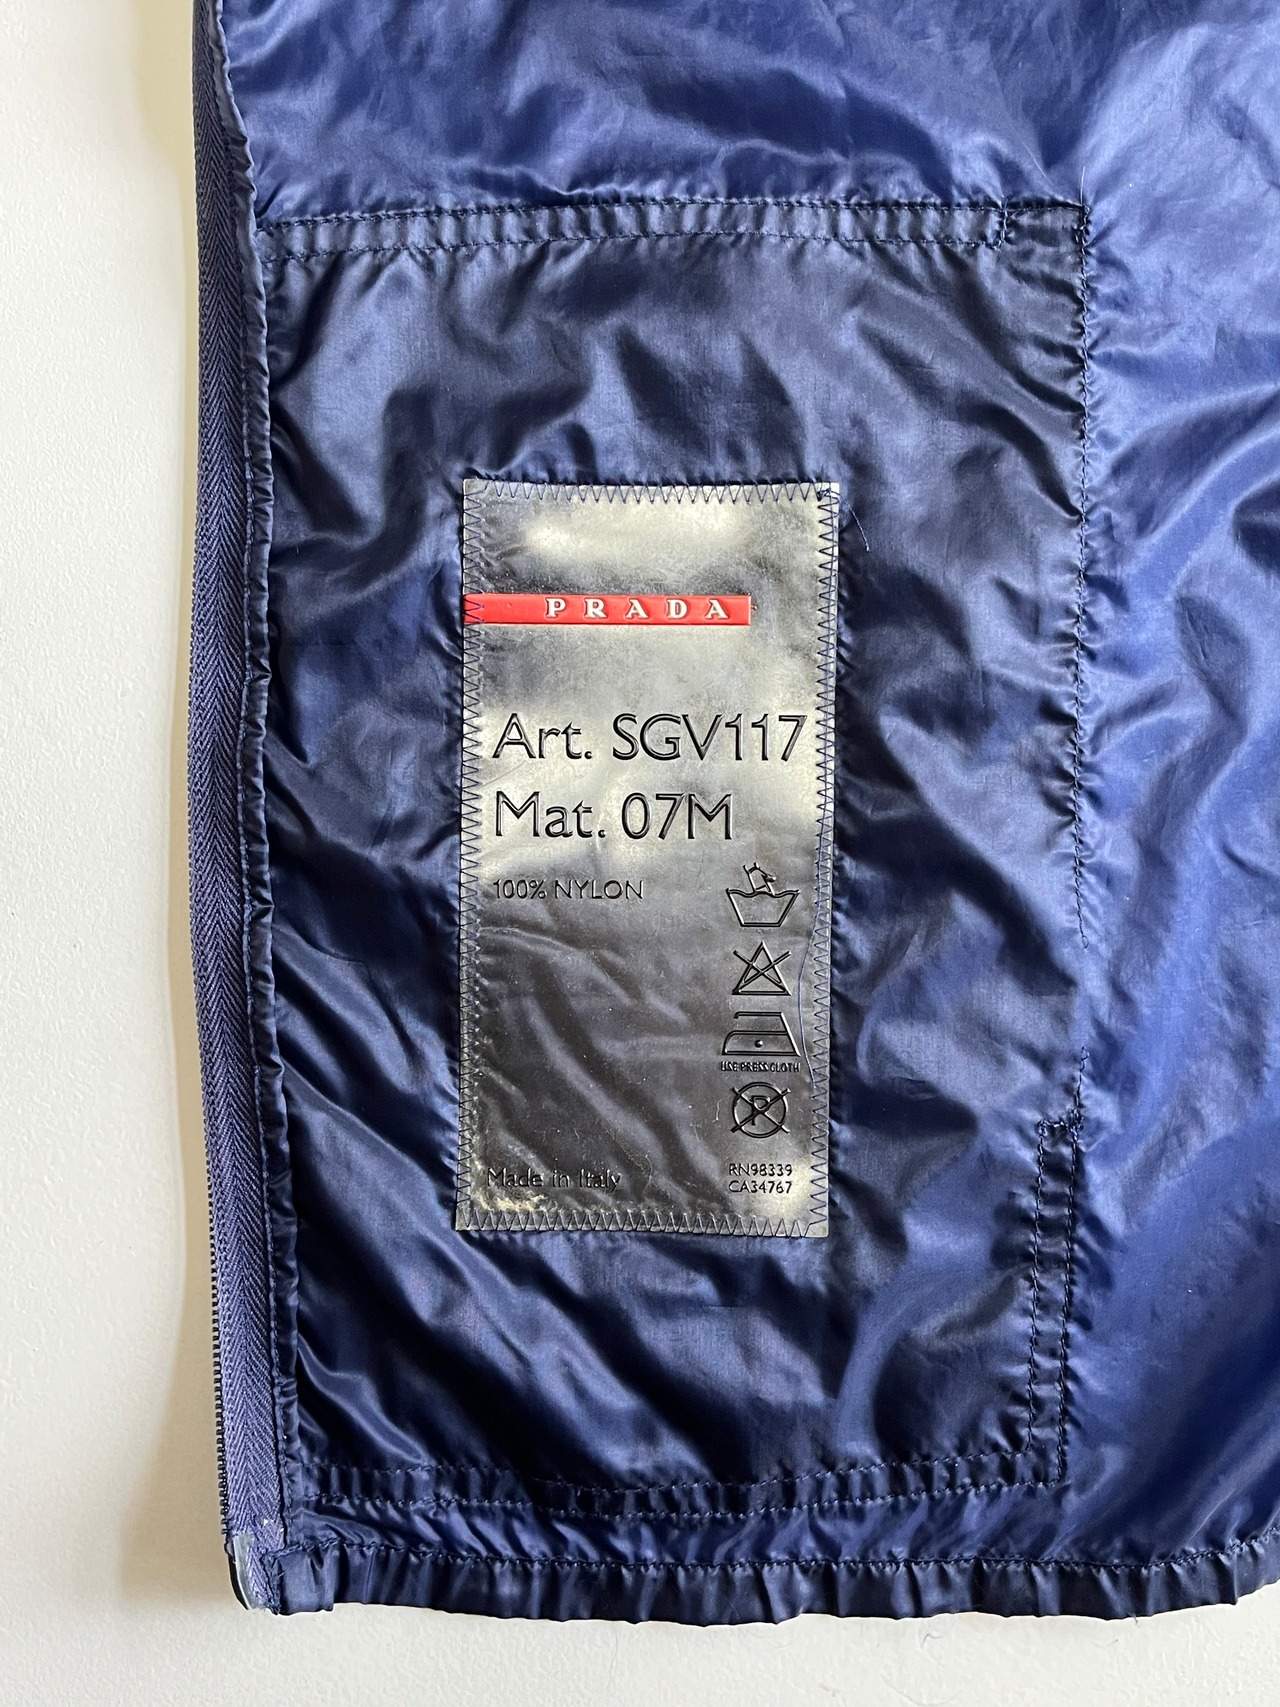 PRADA
Art. SGV117
Mat. 07M
100% NYLON
USE PRESS CLOTH
P
Made in Italy
RN98339
CA34767